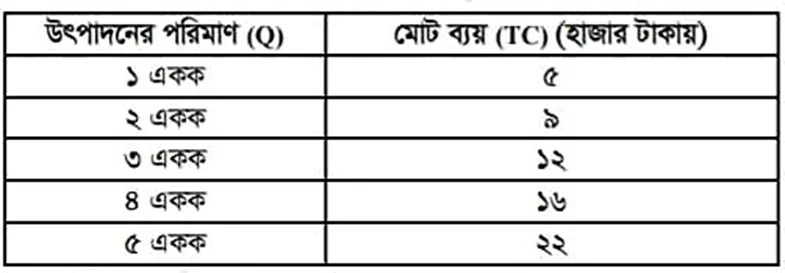 উৎপাদনের পরিমাণ (Q) মোট ব্যয় (TC) (হাজার টাকায়)
১ একক ৫
২ একক ৯
৩ একক ১২
৪ একক ১৬
৫ একক ২২